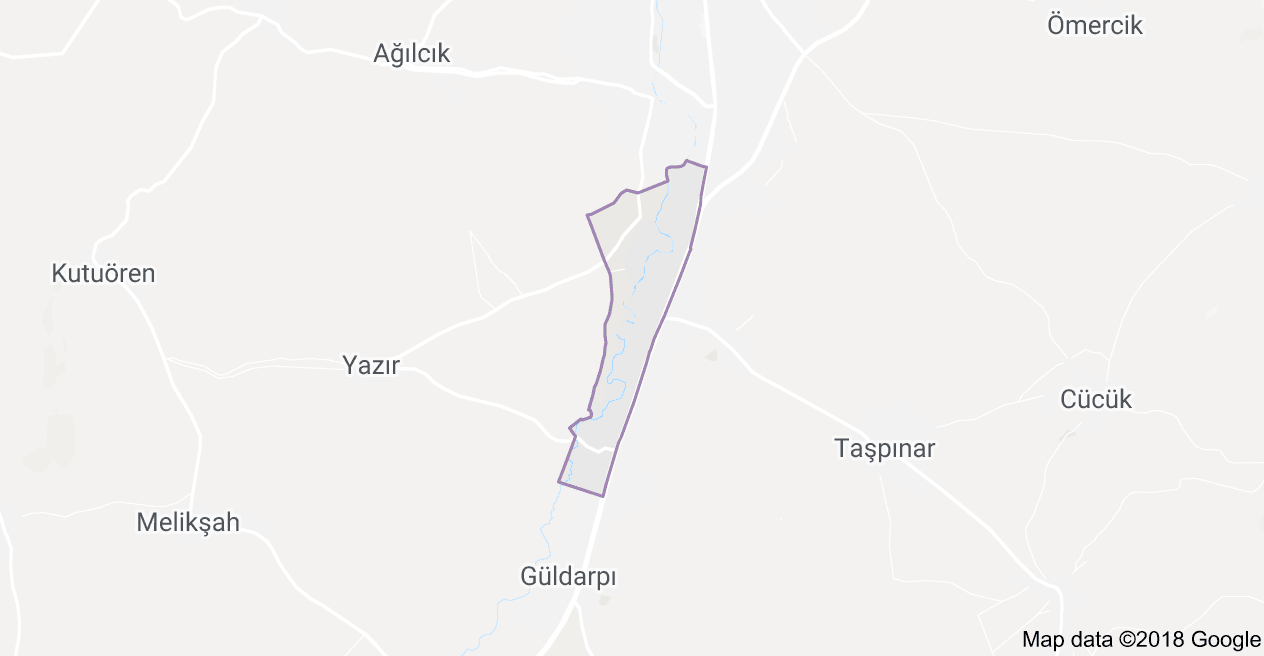 Ömercik
Ağılcık
Kutuören
Yazır
Cücük
Taşpınar
Melikşah
Güldarpı
Map data ©2018 Google